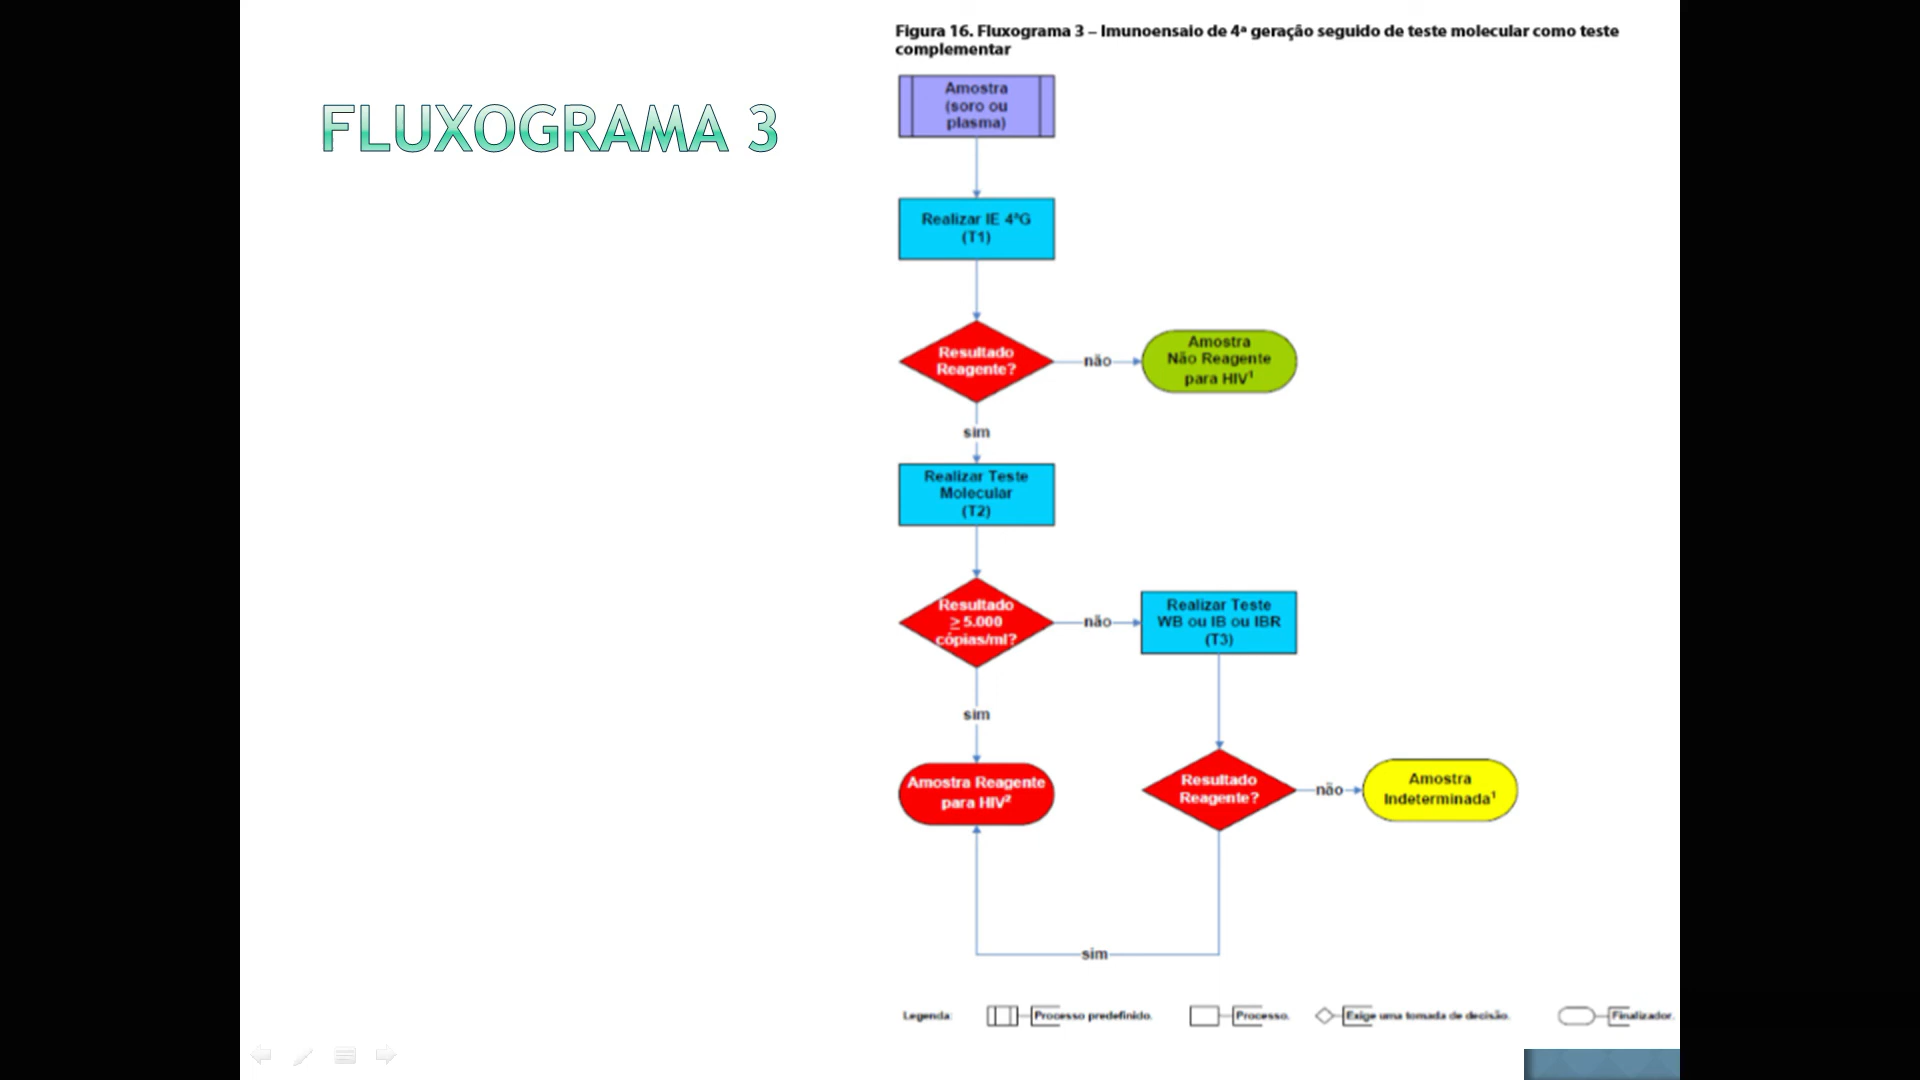 Figura 16. Fluxograma 3 – Imunoensaio de 4ª geração seguido de teste molecular como teste
complementar
FLUXOGRAMA 3
Amostra
(soro ou
plasma)
Realizar IE 4ªG
(T1)
Resultado
Reagente?
não
Amostra
Não Reagente
para HIV¹
sim
Realizar Teste
Molecular
(T2)
Resultado
≥ 5.000
cópias/ml?
não
Realizar Teste
WB ou IB ou IBR
(T3)
sim
Amostra Reagente
para HIV²
Resultado
Reagente?
não
Amostra
Indeterminada¹
sim
Legenda:
Processo predefinido.
Processo.
Exige uma tomada de decisão.
Finalizador.